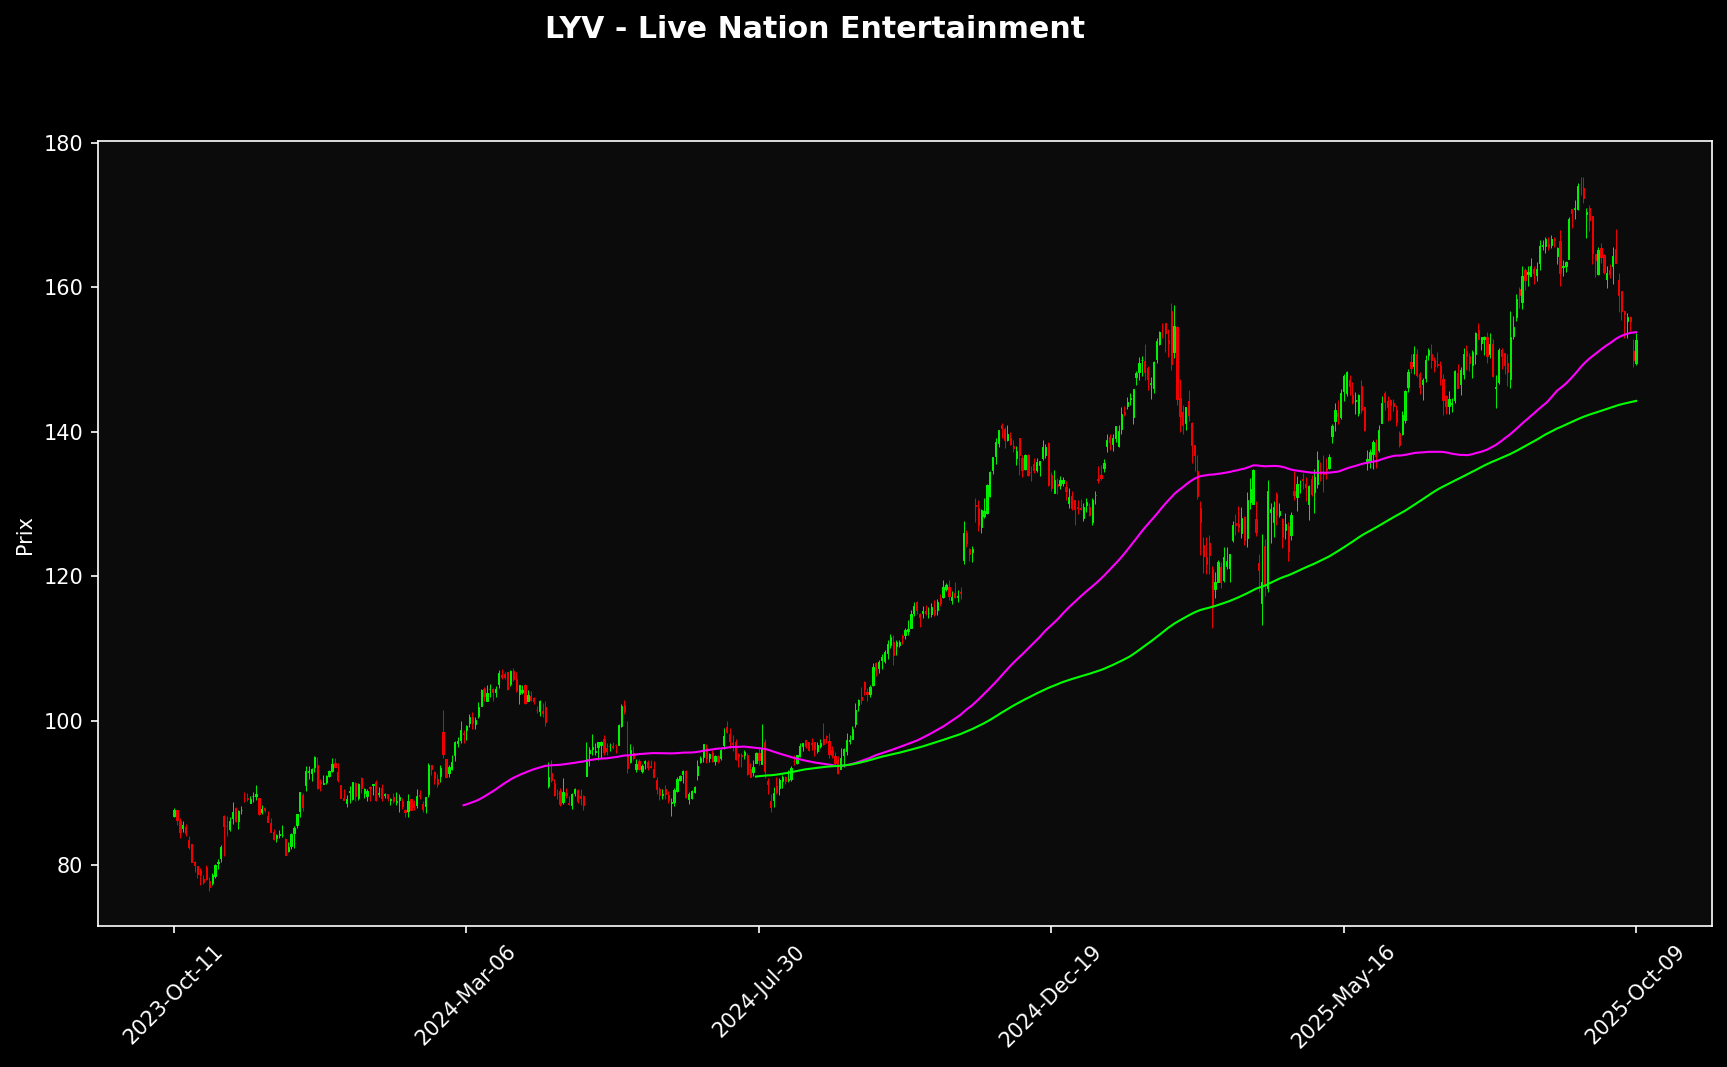 LYV - Live Nation Entertainment
Prix
180
160
140
120
100
80
2023-Oct-11
2024-Mar-06
2024-Jul-30
2024-Dec-19
2025-May-16
2025-Oct-09